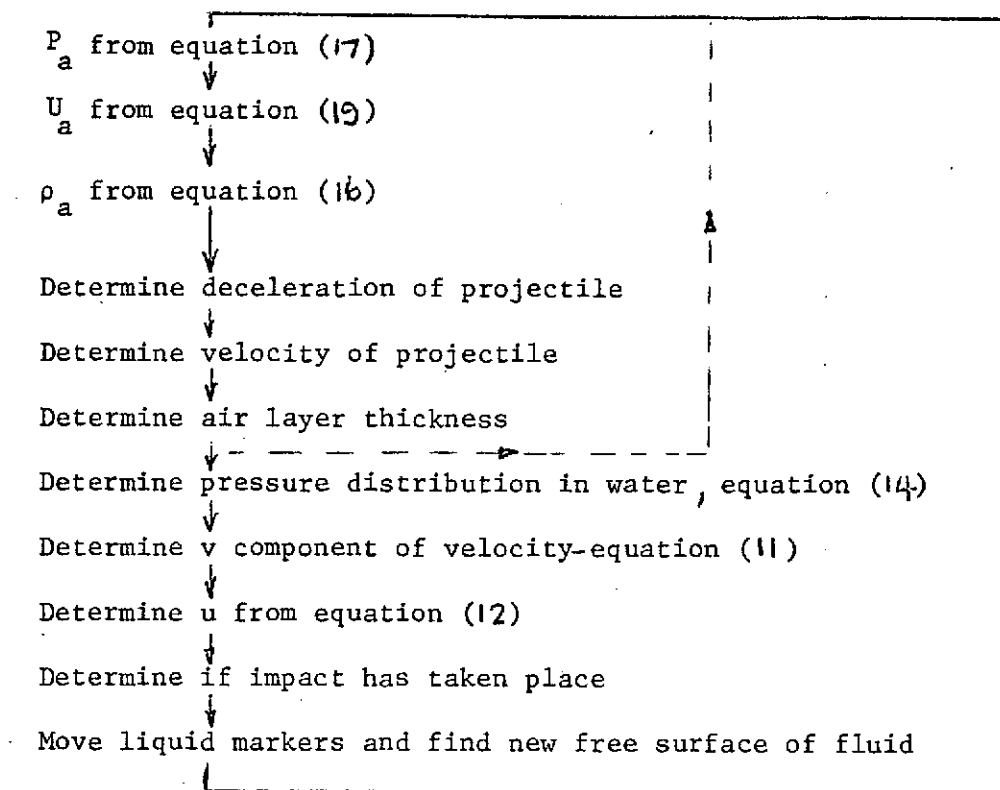 P_a from equation (17)
U_a from equation (19)
ρ_a from equation (16)
Determine deceleration of projectile
Determine velocity of projectile
Determine air layer thickness
Determine pressure distribution in water, equation (14)
Determine v component of velocity-equation (11)
Determine u from equation (12)
Determine if impact has taken place
Move liquid markers and find new free surface of fluid